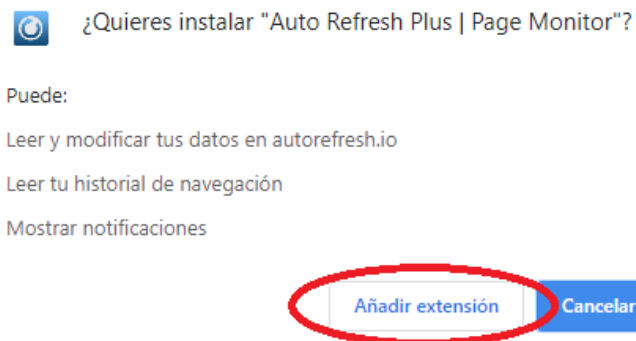 ¿Quieres instalar "Auto Refresh Plus | Page Monitor"?
Puede:
Leer y modificar tus datos en autorefresh.io
Leer tu historial de navegación
Mostrar notificaciones
Añadir extensión Cancelar